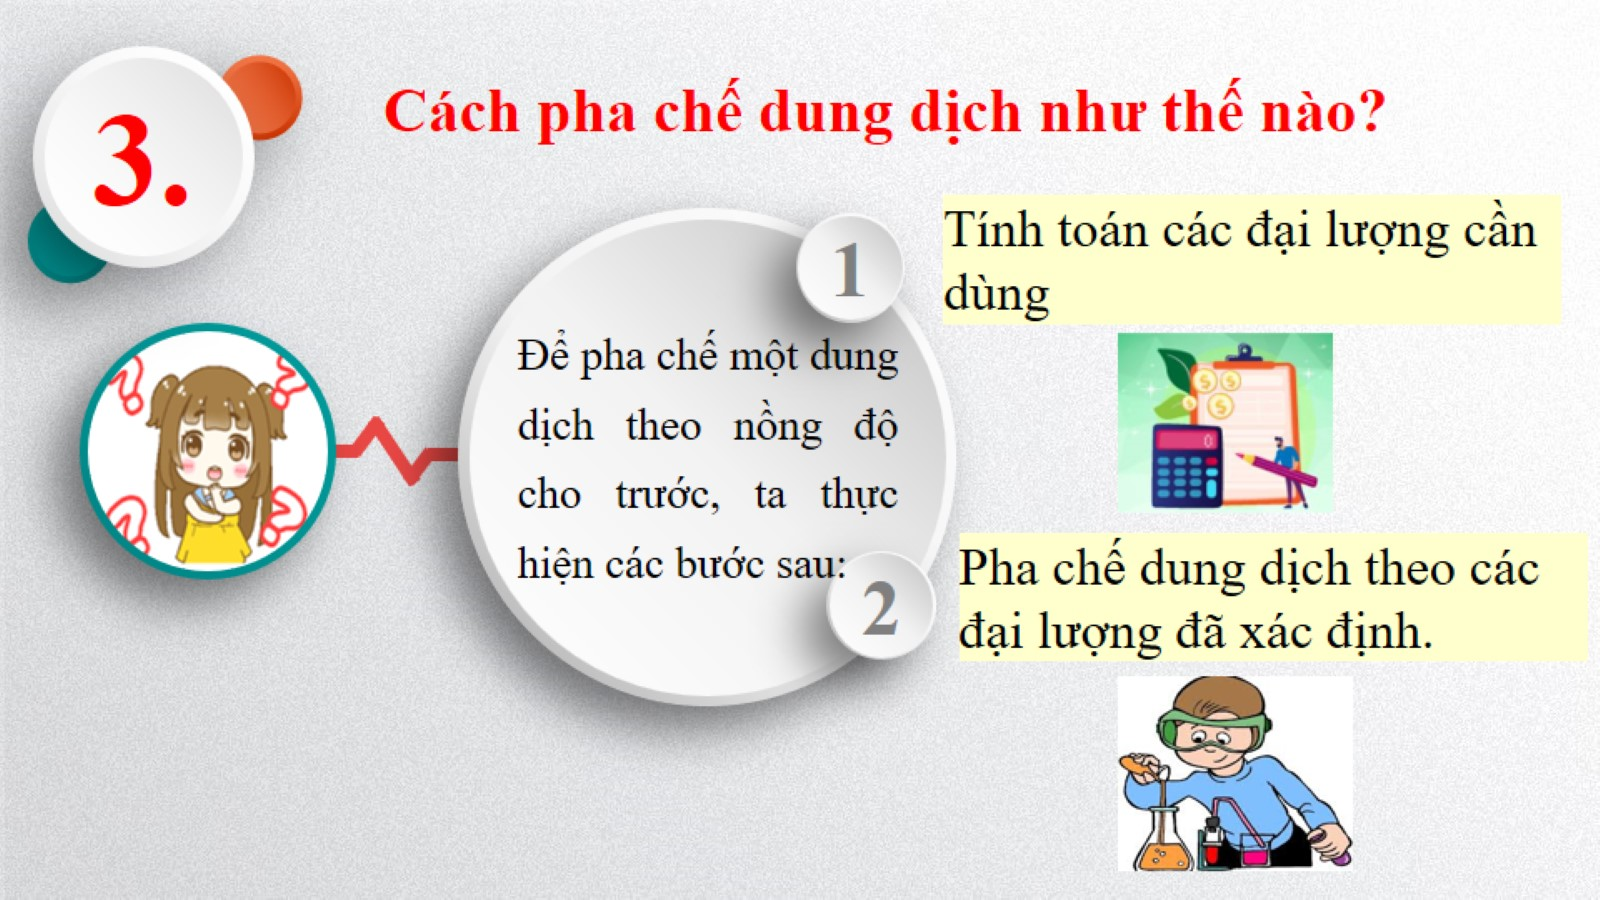 3.
Cách pha chế dung dịch như thế nào?
Để pha chế một dung
dịch theo nồng độ
cho trước, ta thực
hiện các bước sau:
1
Tính toán các đại lượng cần
dùng
2
Pha chế dung dịch theo các
đại lượng đã xác định.